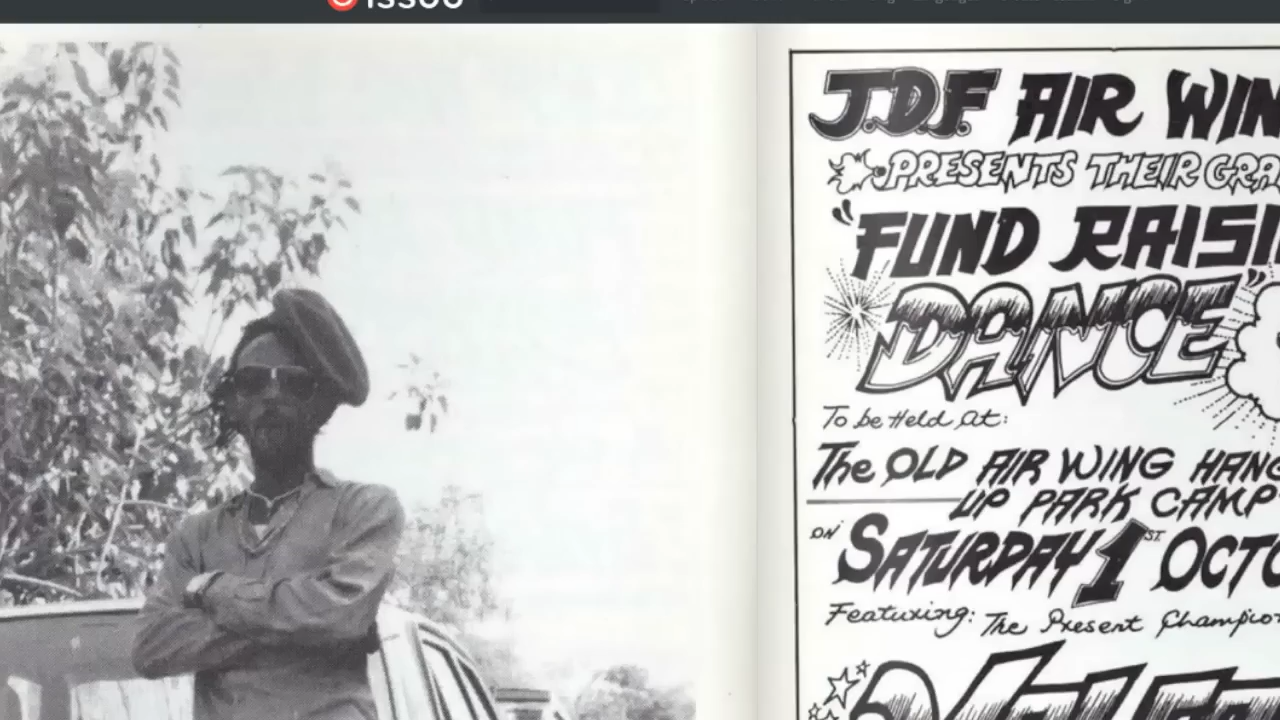 issuu
J.D.F AIR WIN
PRESENTS THEIR GRA
"FUND RAISI
DANCE"
To be Held At:
The OLD AIR WING HANG
UP PARK CAMP
ON SATURDAY 1ST OCTO
Featuring: The Present Champion